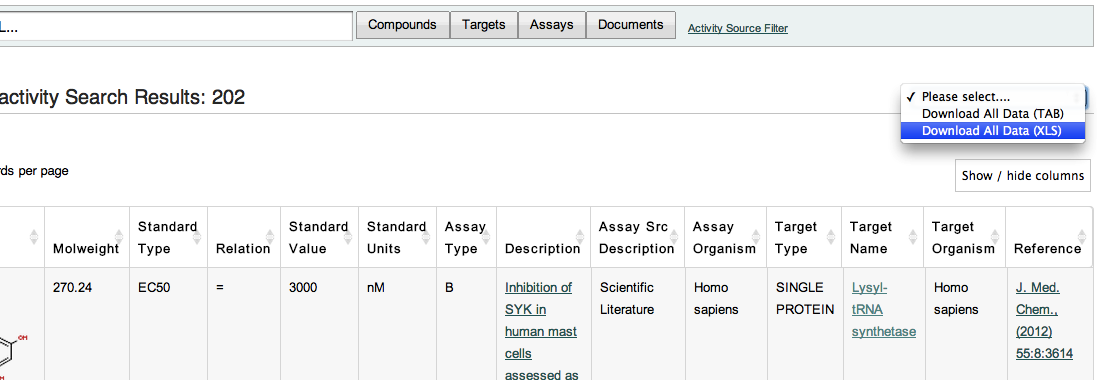 L...
Compounds Targets Assays Documents Activity Source Filter
activity Search Results: 202
✓ Please select....
Download All Data (TAB)
Download All Data (XLS)
rds per page
Show / hide columns
Molweight Standard Type Relation Standard Value Standard Units Assay Type Description Assay Src Description Assay Organism Target Type Target Name Target Organism Reference
270.24 EC50 = 3000 nM B
Inhibition of
SYK in
human mast
cells
assessed as
Scientific
Literature
Homo
sapiens
SINGLE
PROTEIN
Lysyl-
tRNA
synthetase
Homo
sapiens
J. Med.
Chem.,
(2012)
55:8:3614
OH